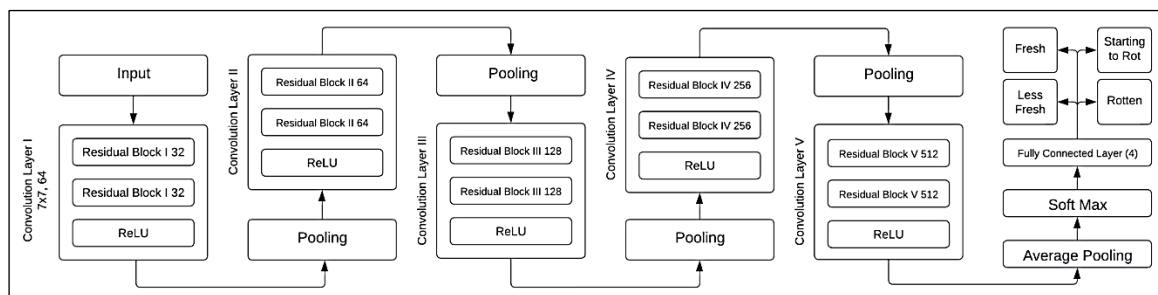 Input
Convolution Layer I
7x7, 64
Residual Block I 32
Residual Block I 32
ReLU
Pooling
Convolution Layer II
Residual Block II 64
Residual Block II 64
ReLU
Pooling
Convolution Layer III
Residual Block III 128
Residual Block III 128
ReLU
Pooling
Convolution Layer IV
Residual Block IV 256
Residual Block IV 256
ReLU
Pooling
Convolution Layer V
Residual Block V 512
Residual Block V 512
ReLU
Average Pooling
Soft Max
Fully Connected Layer (4)
Fresh
Starting
to Rot
Less
Fresh
Rotten